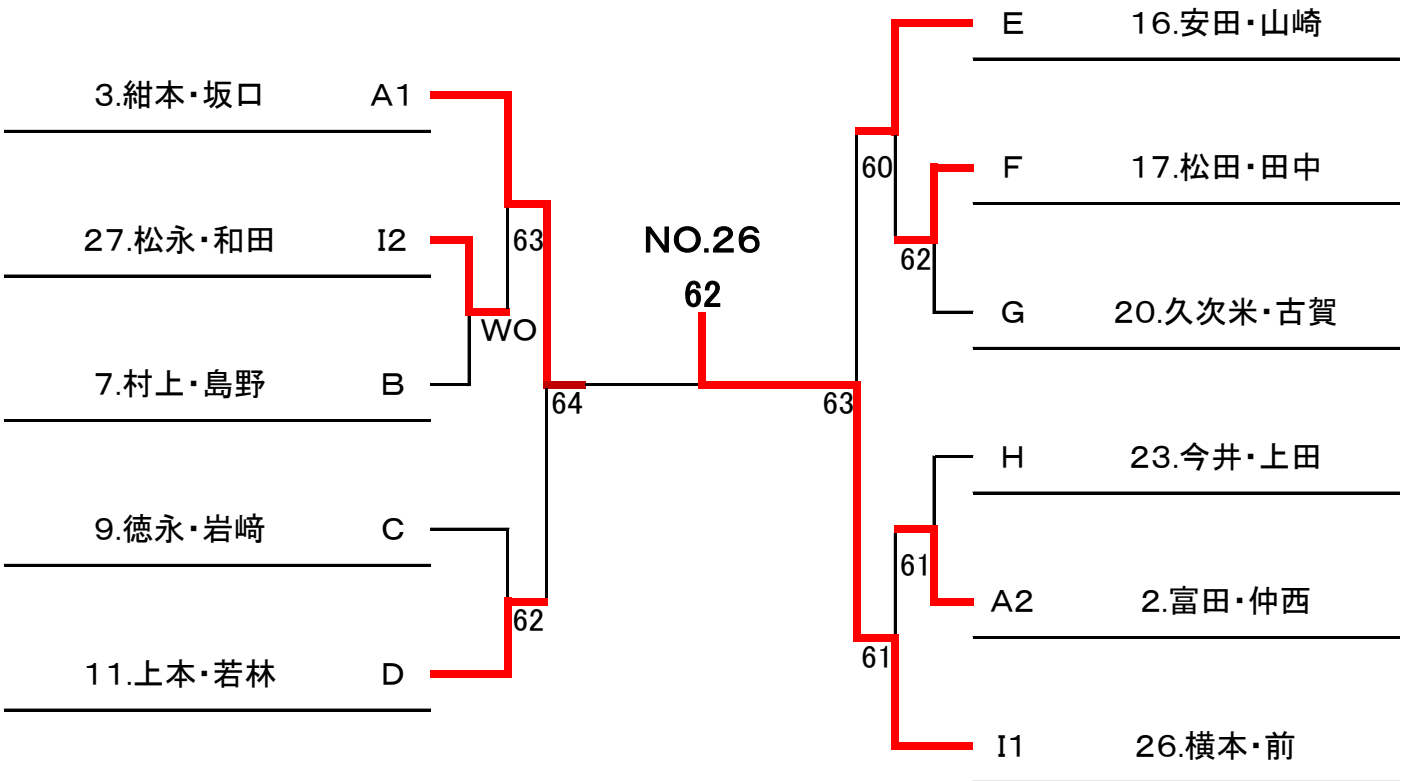 3.紺本・坂口 A1
27.松永・和田 I2
63
WO
7.村上・島野 B
64
9.徳永・岩﨑 C
62
11.上本・若林 D
NO.26
62
63
E 16.安田・山崎
60
F 17.松田・田中
62
G 20.久次米・古賀
H 23.今井・上田
61
A2 2.富田・仲西
61
I1 26.横本・前